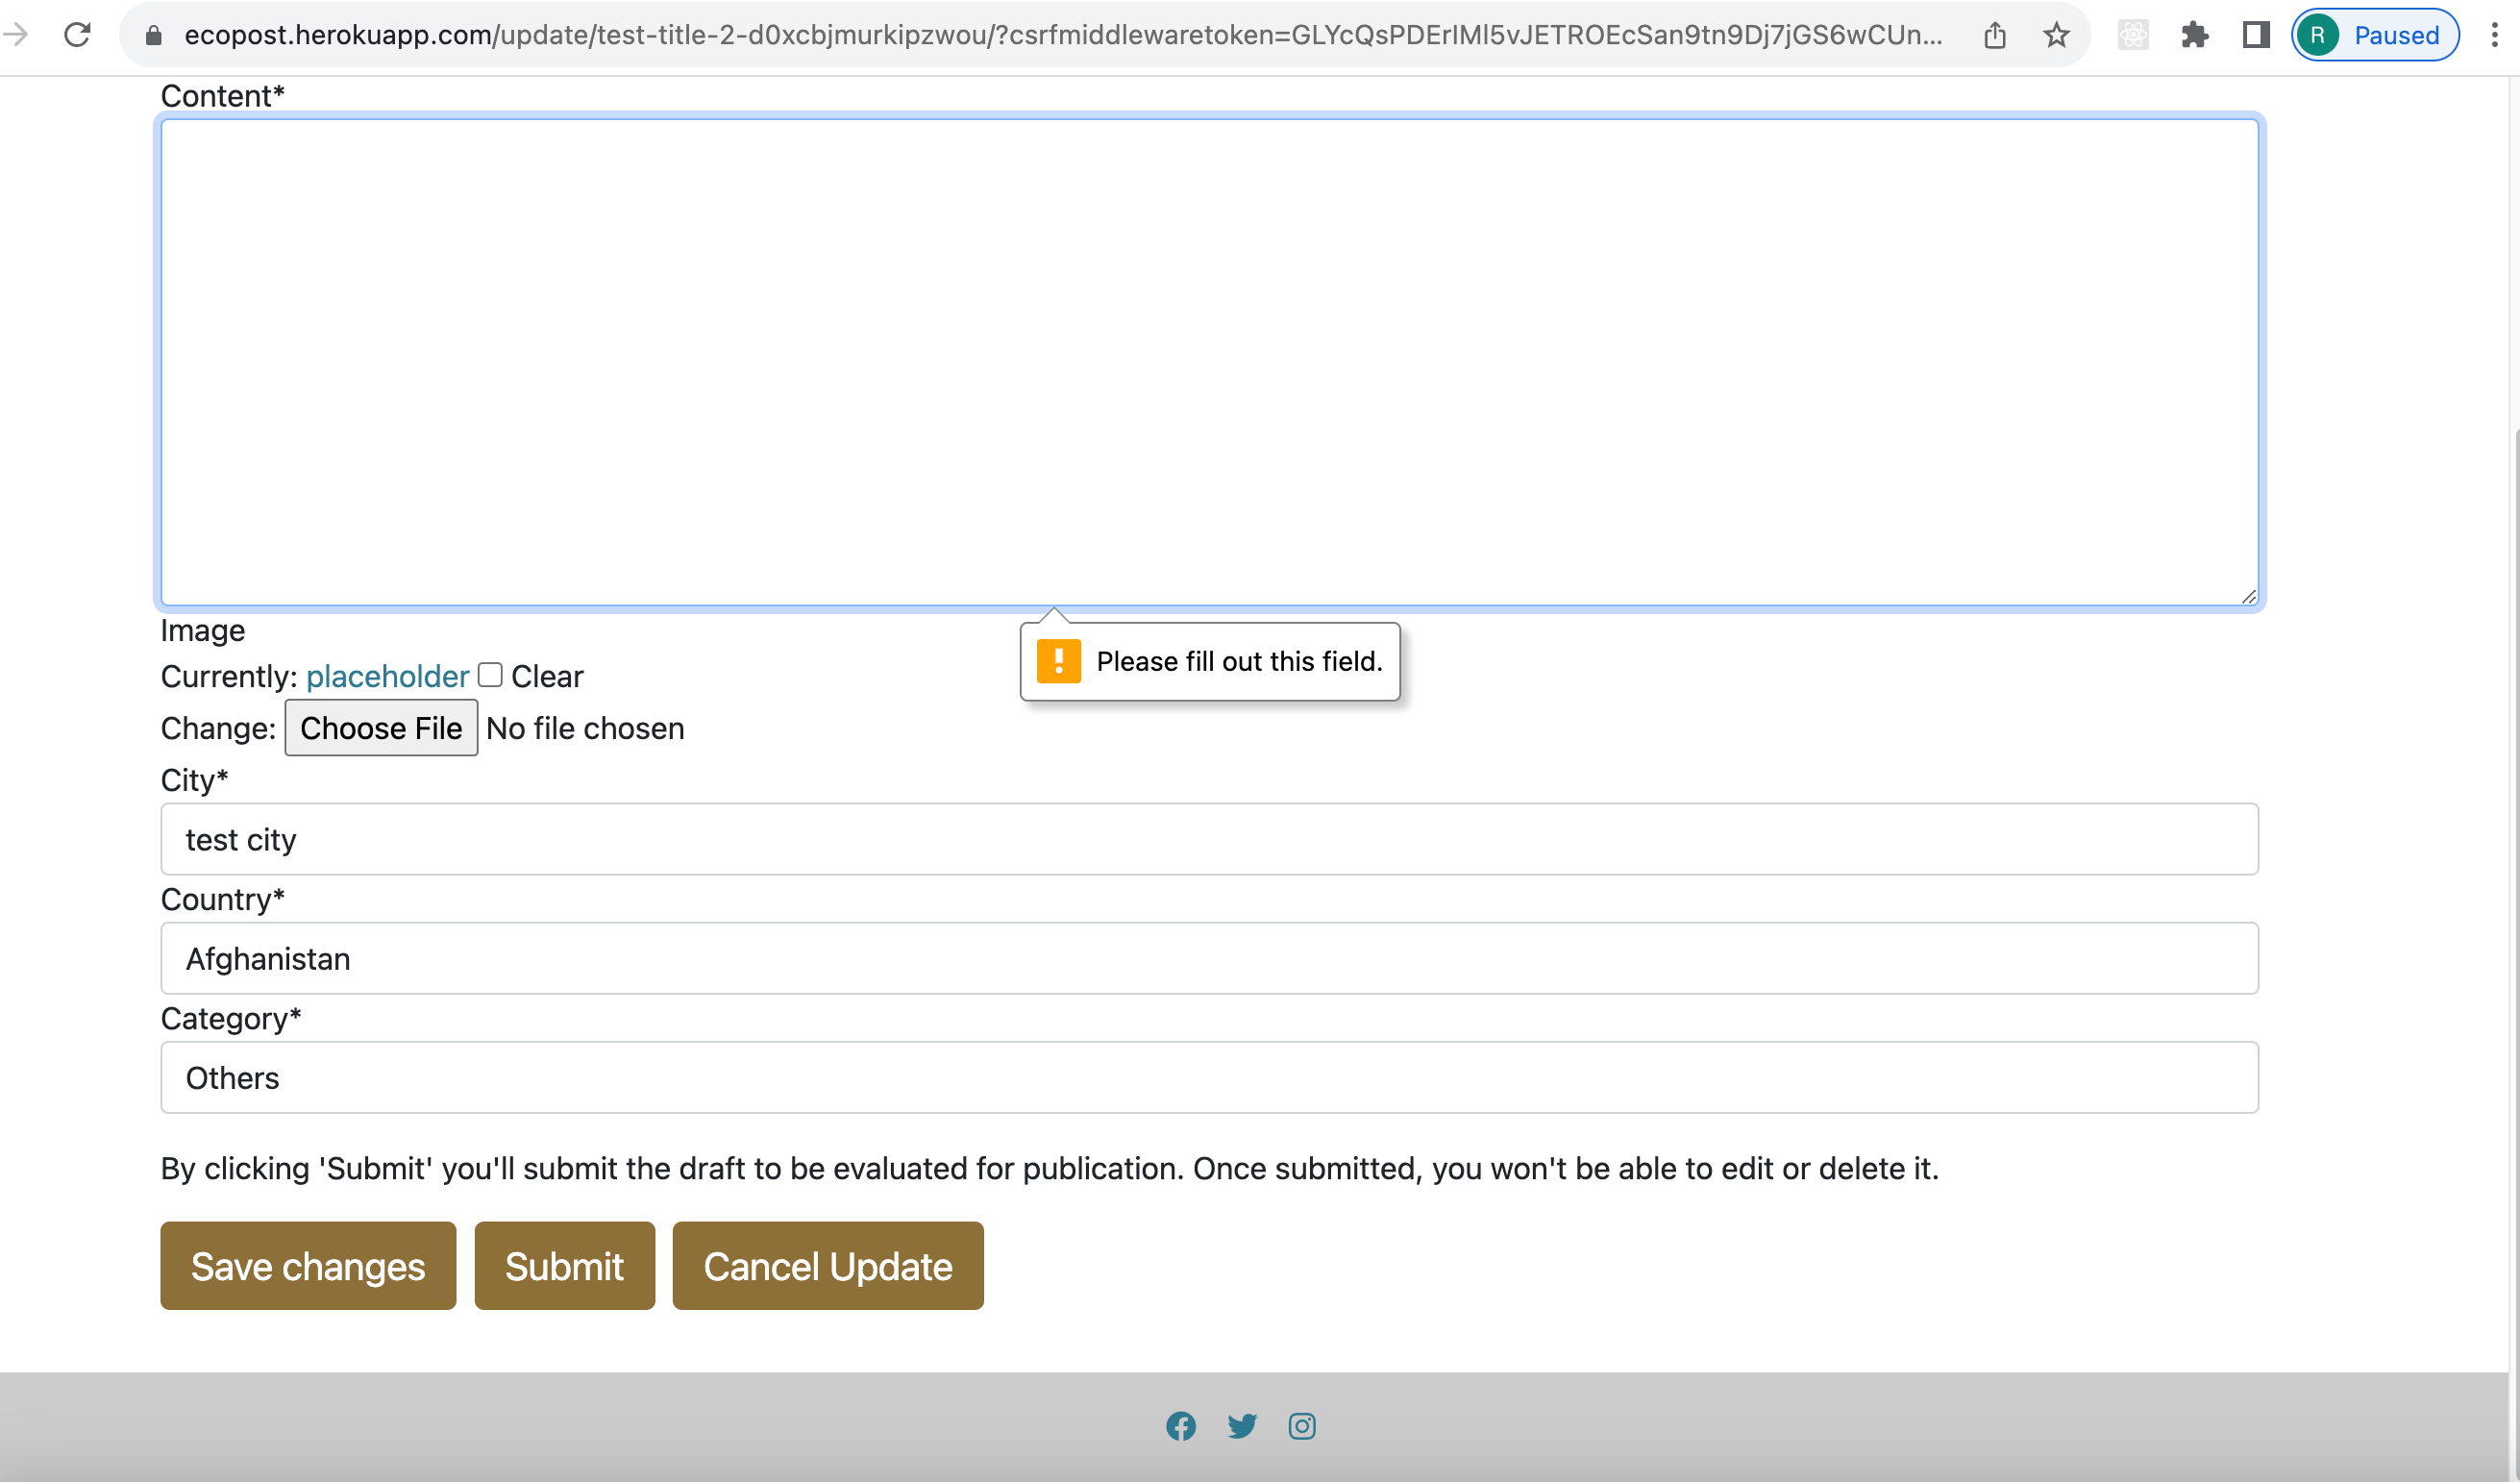 ecopost.herokuapp.com/update/test-title-2-d0xcbjmurkipzwou/?csrfmiddlewaretoken=GLYcQsPDErIMl5vJETROEcSan9tn9Dj7jGS6wCUn...
R Paused
Content*
Please fill out this field.
Image
Currently: placeholder Clear
Change: Choose File No file chosen
City*
test city
Country*
Afghanistan
Category*
Others
By clicking 'Submit' you'll submit the draft to be evaluated for publication. Once submitted, you won't be able to edit or delete it.
Save changes Submit Cancel Update